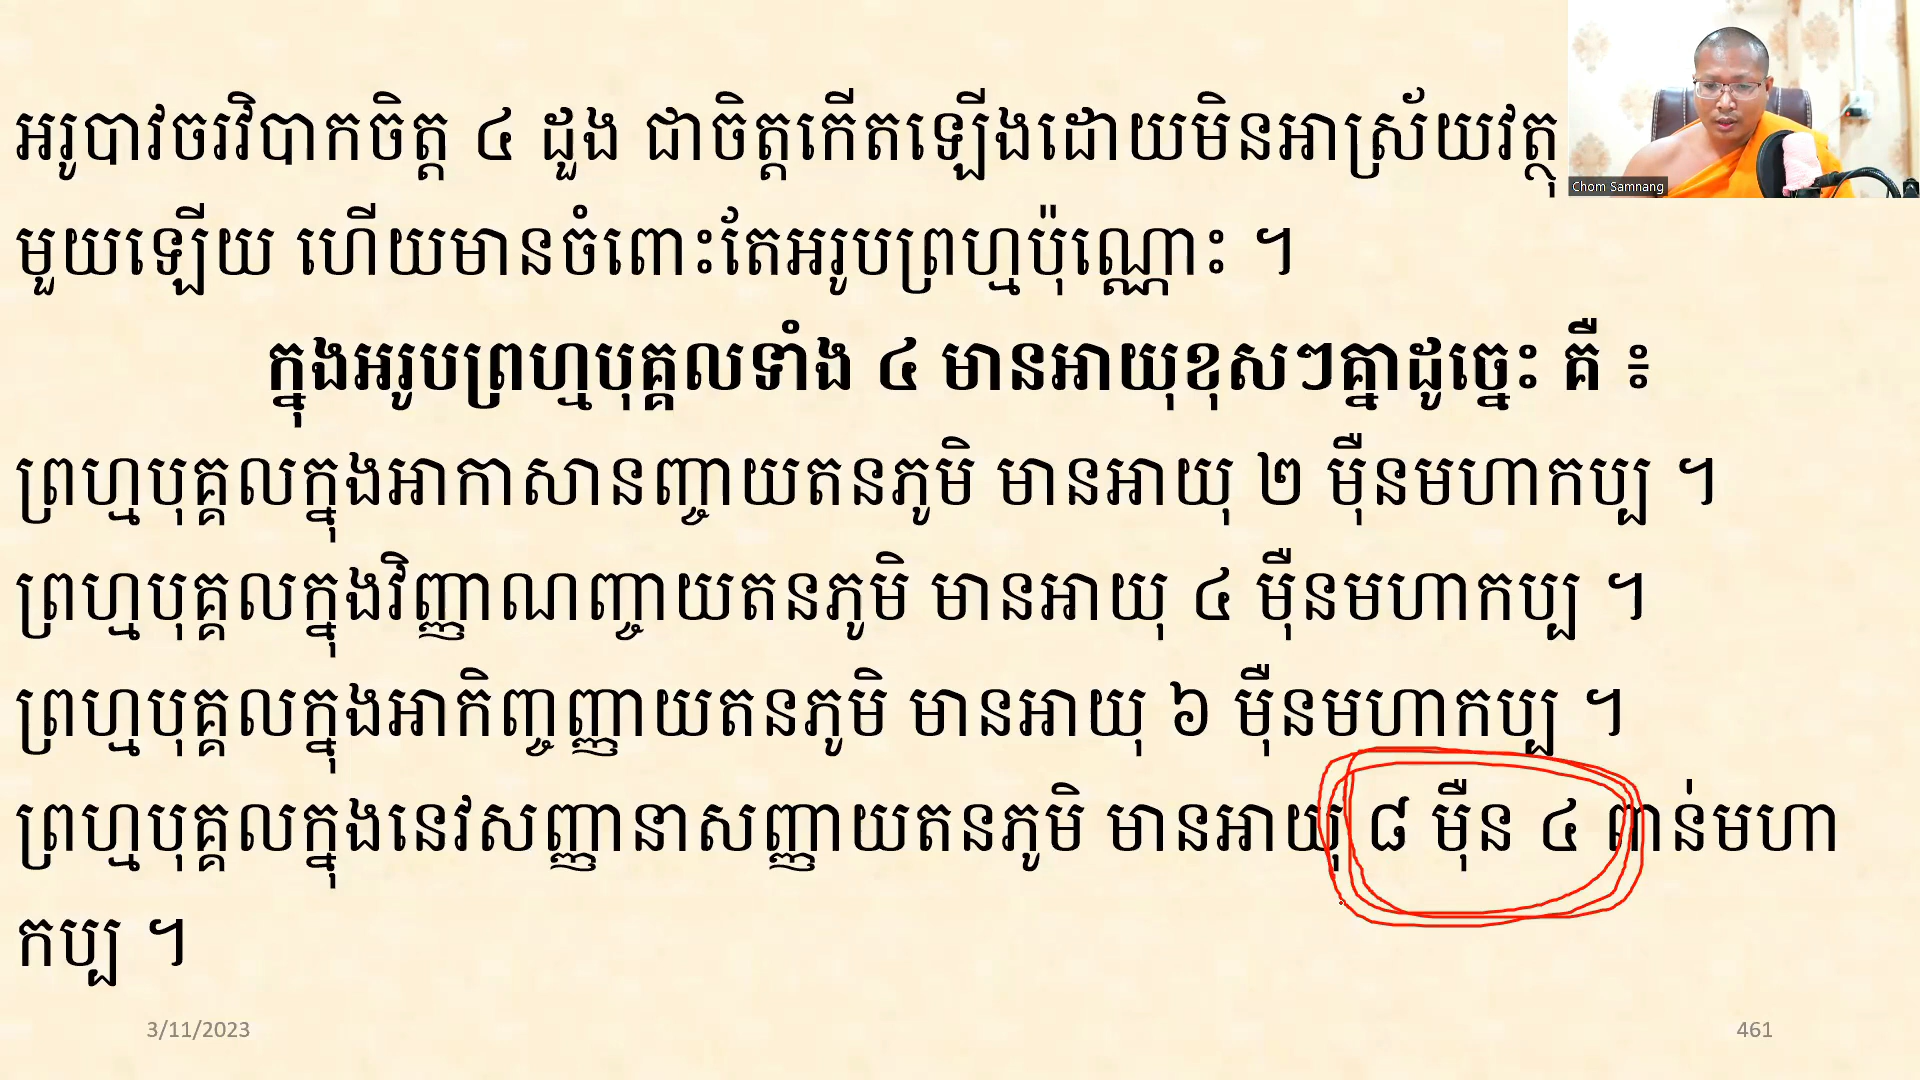 អរូបាវចរវិបាកចិត្ត ៤ ដួង ជាចិត្តកើតឡើងដោយមិនអាស្រ័យវត្ថុ
មួយឡើយ ហើយមានចំពោះតែអរូបព្រហ្មប៉ុណ្ណោះ ។
ក្នុងអរូបព្រហ្មបុគ្គលទាំង ៤ មានអាយុខុសៗគ្នាដូច្នេះ គឺ ៖
ព្រហ្មបុគ្គលក្នុងអាកាសានញ្ចាយតនភូមិ មានអាយុ ២ ម៉ឺនមហាកប្ប ។
ព្រហ្មបុគ្គលក្នុងវិញ្ញាណញ្ចាយតនភូមិ មានអាយុ ៤ ម៉ឺនមហាកប្ប ។
ព្រហ្មបុគ្គលក្នុងអាកិញ្ចញ្ញាយតនភូមិ មានអាយុ ៦ ម៉ឺនមហាកប្ប ។
ព្រហ្មបុគ្គលក្នុងនេវសញ្ញានាសញ្ញាយតនភូមិ មានអាយុ ៨ ម៉ឺន ៤ ពាន់មហា
កប្ប ។
Chom Samnang
3/11/2023
461